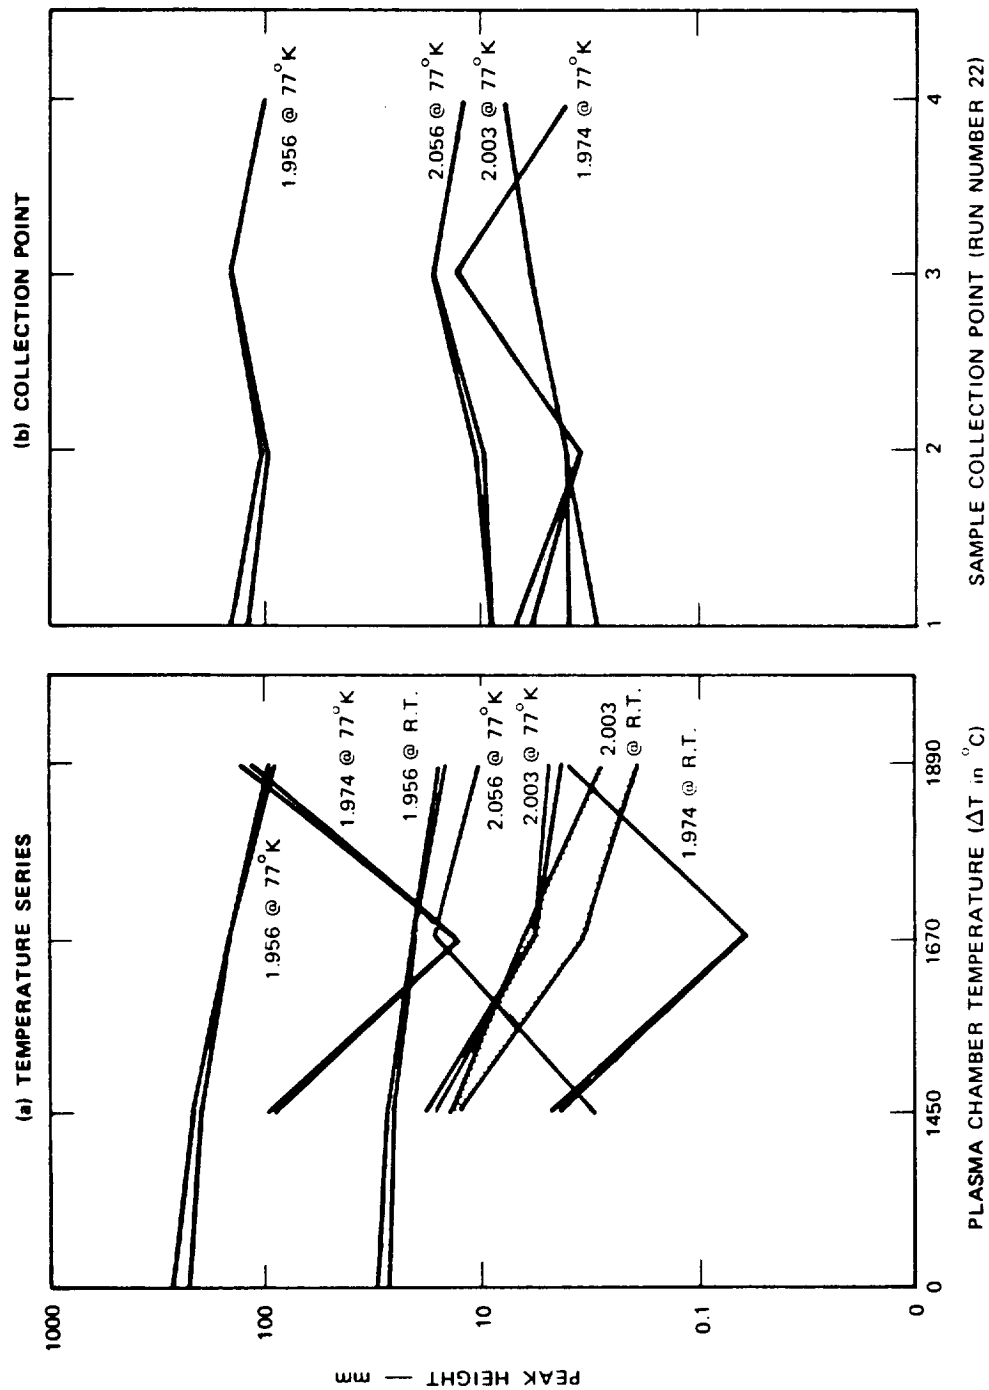 (a) TEMPERATURE SERIES
PEAK HEIGHT — mm
1000
100
10
0.1
0
1.956 @ 77°K
1.974 @ 77°K
1.956 @ R.T.
2.056 @ 77°K
2.003 @ 77°K
2.003
@ R.T.
1.974 @ R.T.
0
1450
1670
1890
PLASMA CHAMBER TEMPERATURE (ΔT in °C)
(b) COLLECTION POINT
1.956 @ 77°K
2.056 @ 77°K
2.003 @ 77°K
1.974 @ 77°K
1
2
3
4
SAMPLE COLLECTION POINT (RUN NUMBER 22)